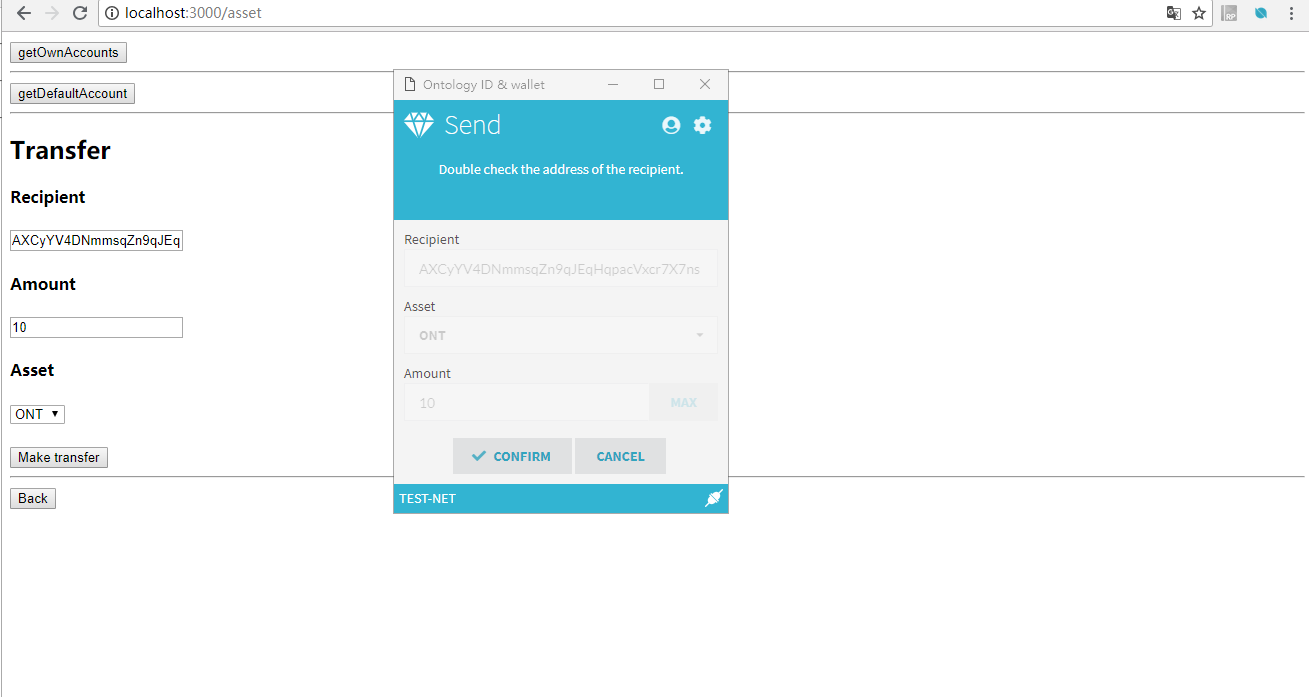 localhost:3000/asset
getOwnAccounts
getDefaultAccount
Transfer
Recipient
AXCyYV4DNmmsqZn9qJEq
Amount
10
Asset
ONT
Make transfer
Back
Ontology ID & wallet
Send
Double check the address of the recipient.
Recipient
AXCyYV4DNmmsqZn9qJEqHqpacVxcr7X7ns
Asset
ONT
Amount
10
MAX
CONFIRM
CANCEL
TEST-NET
RP